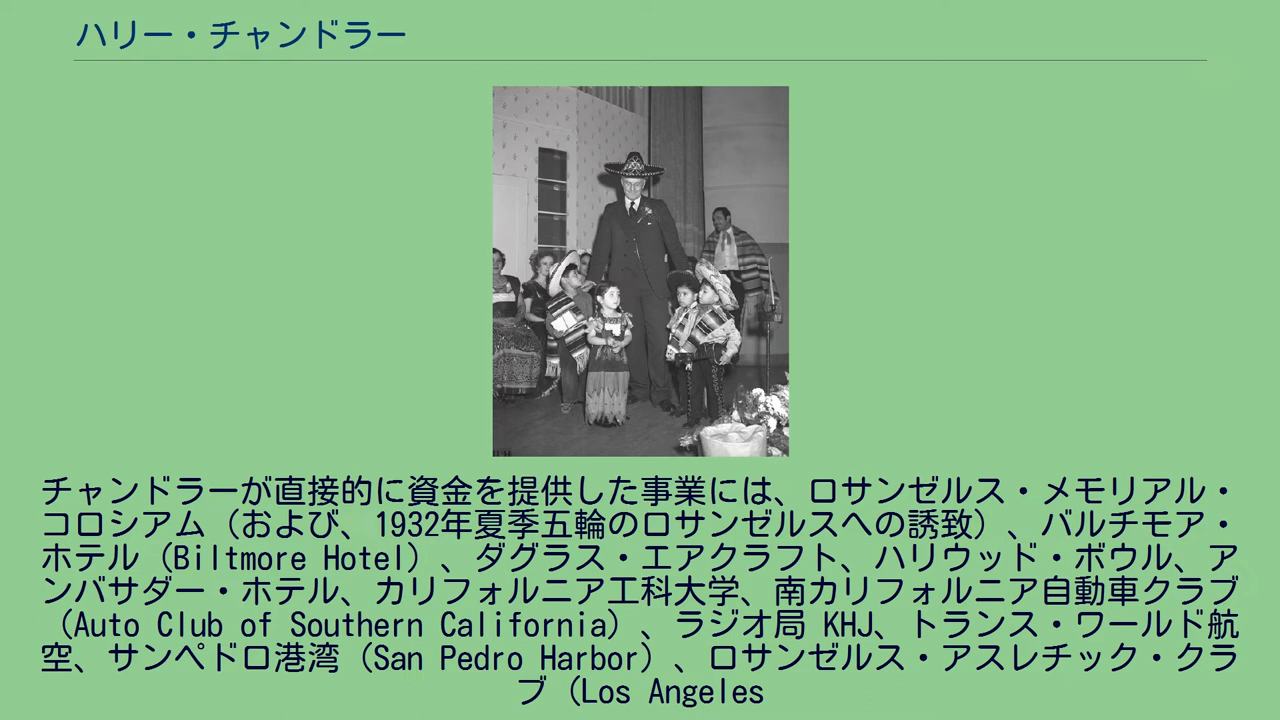 ハリー・チャンドラー
チャンドラーが直接的に資金を提供した事業には、ロサンゼルス・メモリアル・
コロシアム（および、1932年夏季五輪のロサンゼルスへの誘致）、バルチモア・
ホテル（Biltmore Hotel）、ダグラス・エアクラフト、ハリウッド・ボウル、ア
ンバサダー・ホテル、カリフォルニア工科大学、南カリフォルニア自動車クラブ
（Auto Club of Southern California）、ラジオ局 KHJ、トランス・ワールド航
空、サンペドロ港湾（San Pedro Harbor）、ロサンゼルス・アスレチック・クラ
ブ（Los Angeles